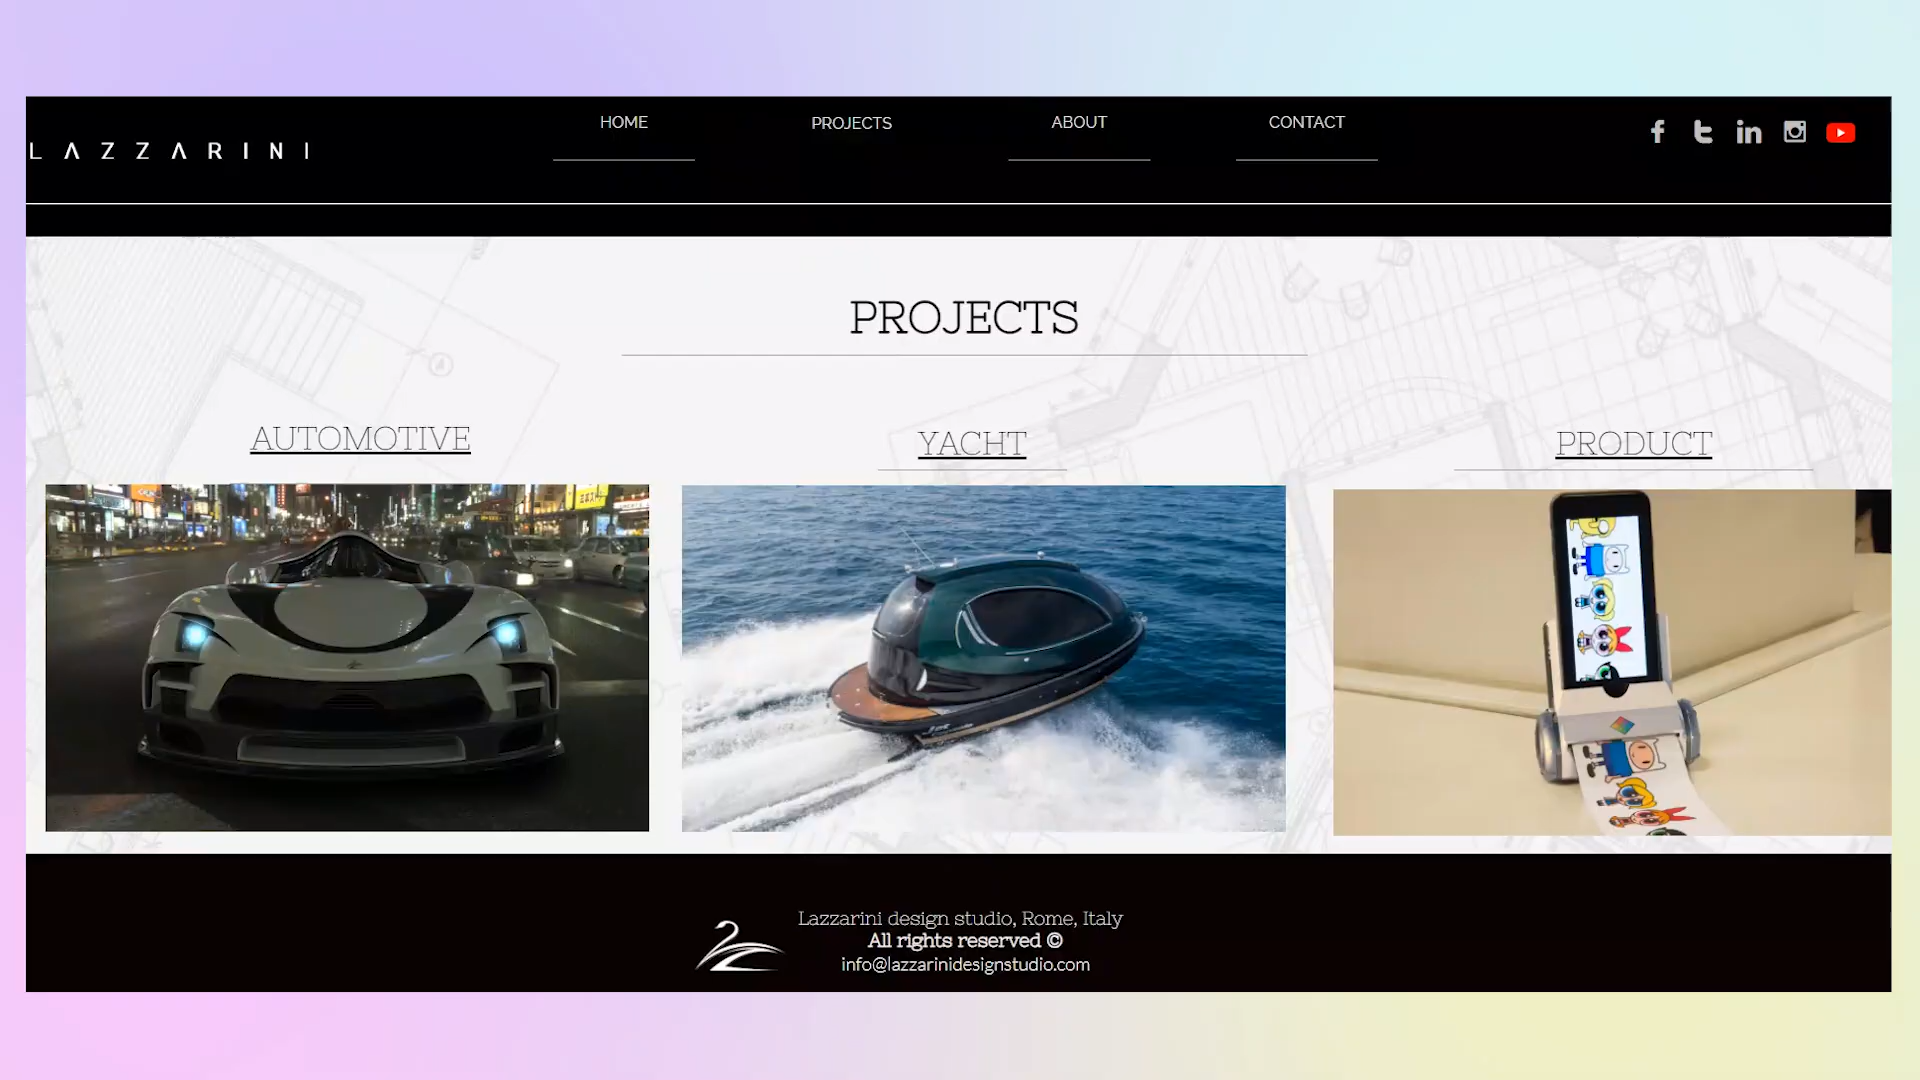 LAZZARINI
HOME
PROJECTS
ABOUT
CONTACT
PROJECTS
AUTOMOTIVE
YACHT
PRODUCT
Lazzarini design studio, Rome, Italy
All rights reserved ©
info@lazzarinidesignstudio.com